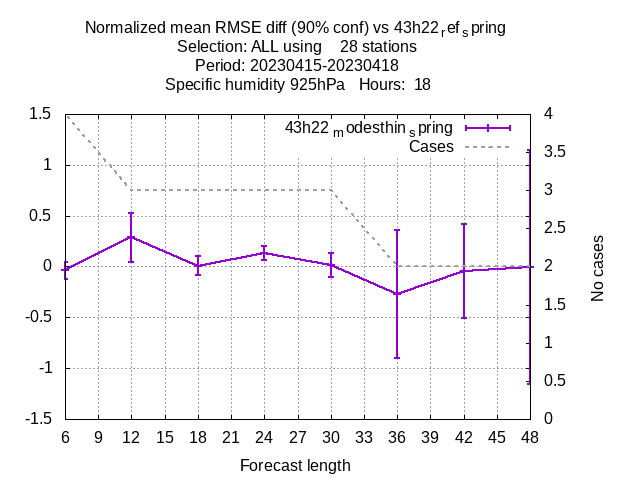 Normalized mean RMSE diff (90% conf) vs 43h22refspring
Selection: ALL using    28 stations
Period: 20230415-20230418
Specific humidity 925hPa   Hours:  18
43h22modesthinspring
Cases
1.5
1
0.5
0
-0.5
-1
-1.5
4
3.5
3
2.5
2
1.5
1
0.5
0
No cases
6 9 12 15 18 21 24 27 30 33 36 39 42 45 48
Forecast length